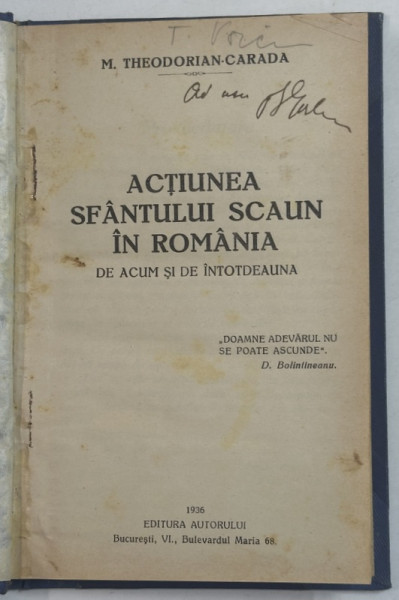 M. THEODORIAN-CARADA
ACȚIUNEA
SFÂNTULUI SCAUN
ÎN ROMÂNIA
DE ACUM ȘI DE ÎNTOTDEAUNA
„DOAMNE ADEVĂRUL NU
SE POATE ASCUNDE“.
D. Bolintineanu.
1936
EDITURA AUTORULUI
București, VI., Bulevardul Maria 68.